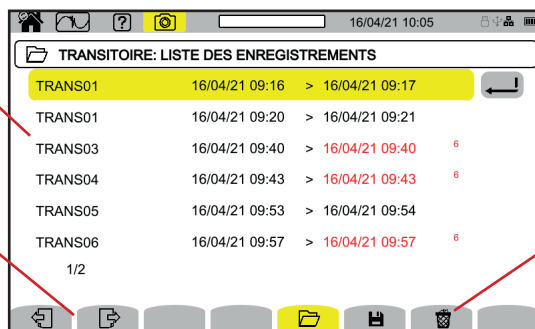 ? 16/04/21 10:05
TRANSITOIRE: LISTE DES ENREGISTREMENTS
TRANS01 16/04/21 09:16 > 16/04/21 09:17
TRANS01 16/04/21 09:20 > 16/04/21 09:21
TRANS03 16/04/21 09:40 > 16/04/21 09:40 6
TRANS04 16/04/21 09:43 > 16/04/21 09:43 6
TRANS05 16/04/21 09:53 > 16/04/21 09:54
TRANS06 16/04/21 09:57 > 16/04/21 09:57 6
1/2